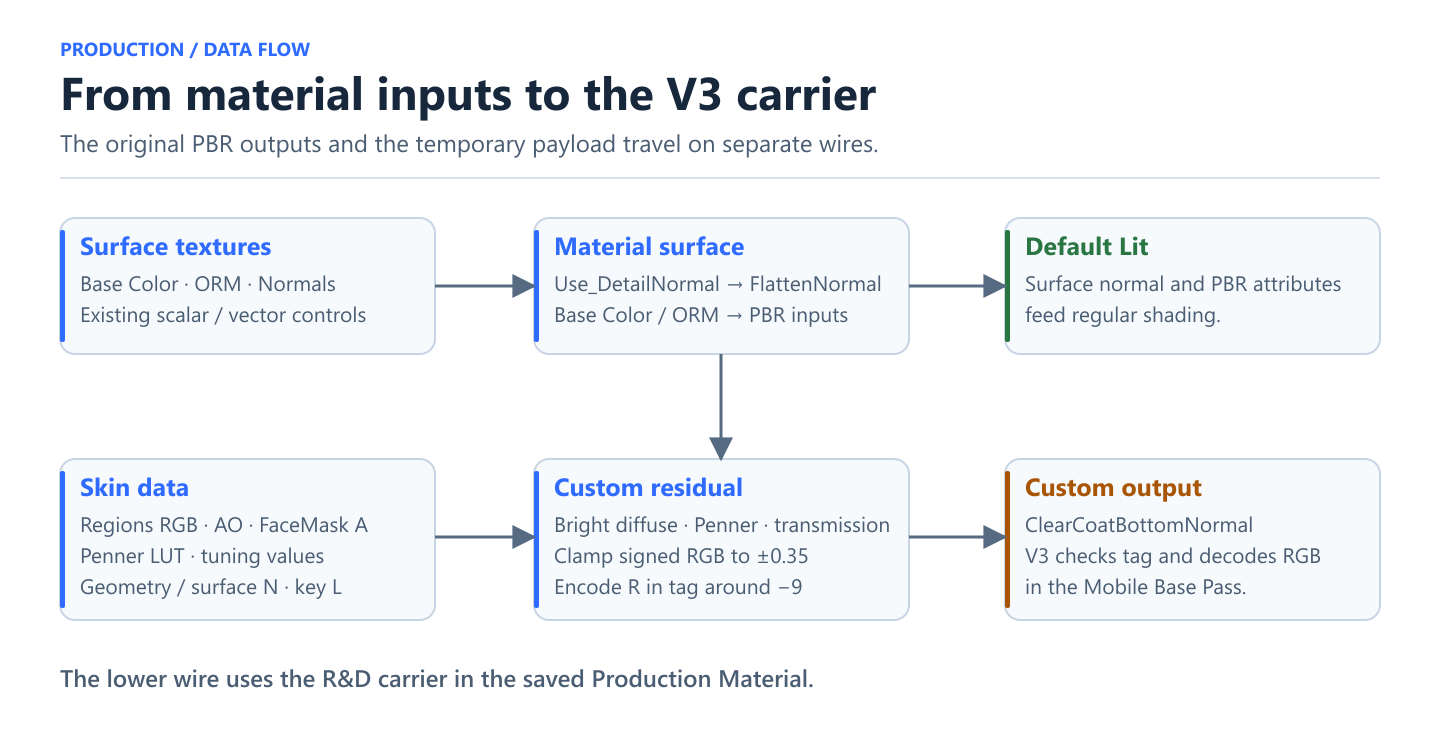 PRODUCTION / DATA FLOW
From material inputs to the V3 carrier
The original PBR outputs and the temporary payload travel on separate wires.
Surface textures
Base Color · ORM · Normals
Existing scalar / vector controls
Material surface
Use_DetailNormal → FlattenNormal
Base Color / ORM → PBR inputs
Default Lit
Surface normal and PBR attributes
feed regular shading.
Skin data
Regions RGB · AO · FaceMask A
Penner LUT · tuning values
Geometry / surface N · key L
Custom residual
Bright diffuse · Penner · transmission
Clamp signed RGB to ±0.35
Encode R in tag around −9
Custom output
ClearCoatBottomNormal
V3 checks tag and decodes RGB
in the Mobile Base Pass.
The lower wire uses the R&D carrier in the saved Production Material.